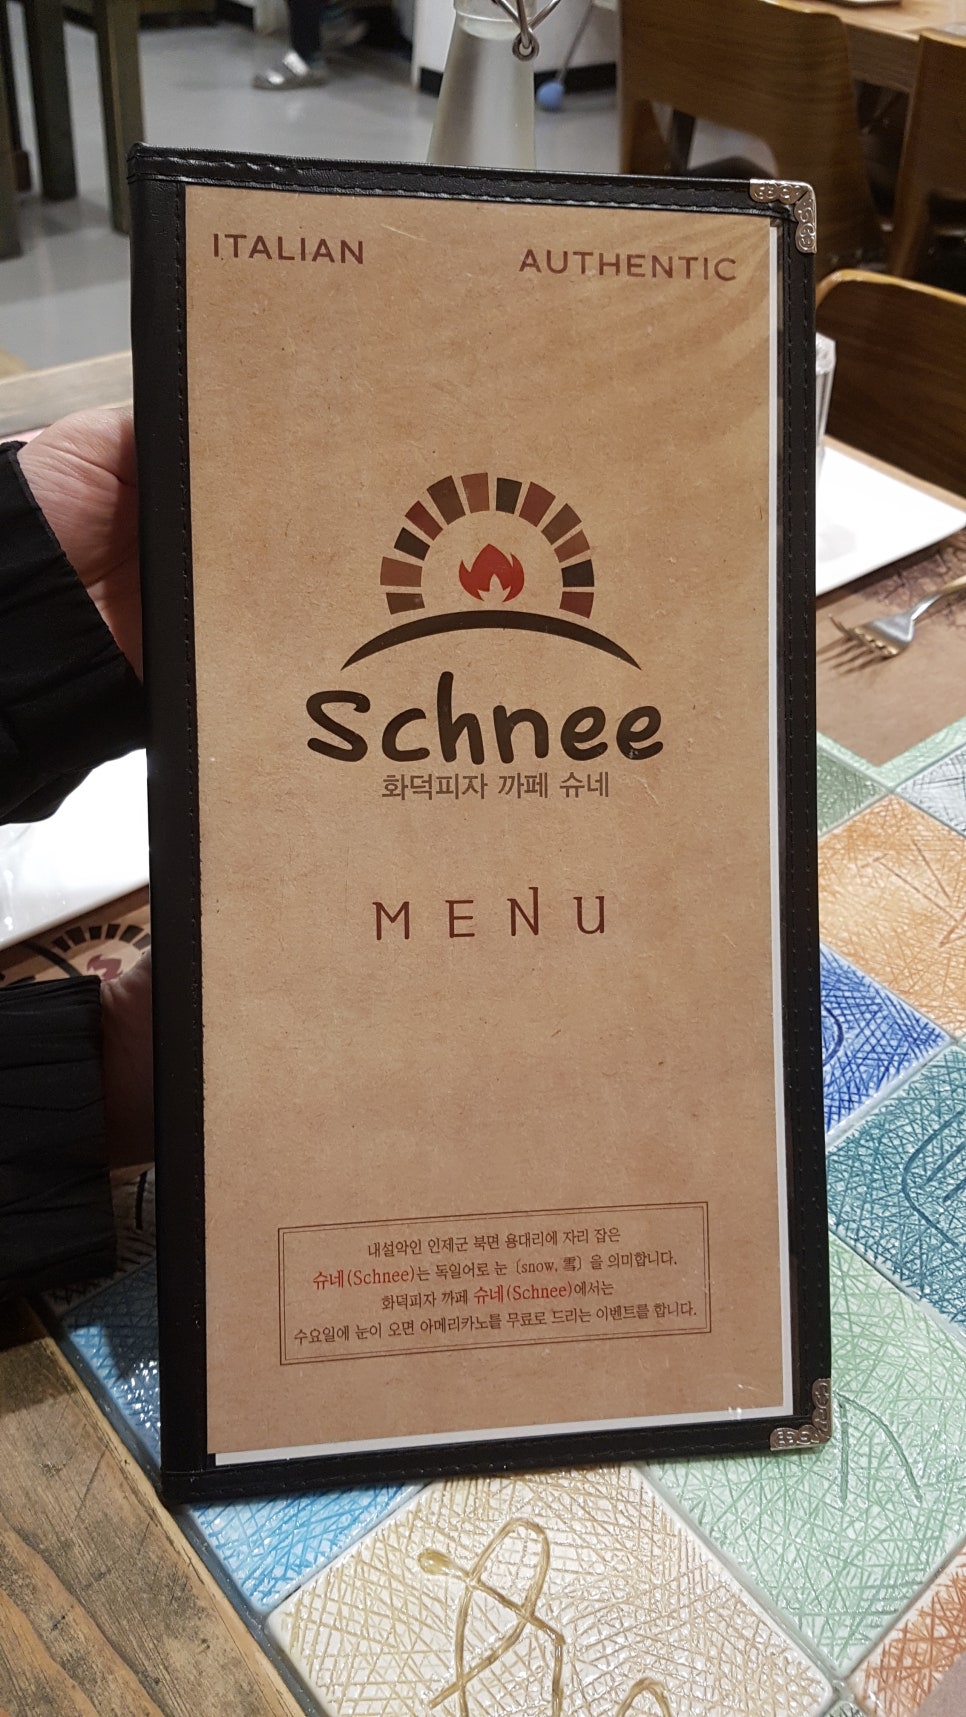 ITALIAN AUTHENTIC
Schnee
화덕피자 까페 슈네
MENU
내설악인 인제군 북면 용대리에 자리 잡은
슈네(Schnee)는 독일어로 눈〔snow, 雪〕을 의미합니다.
화덕피자 까페 슈네(Schnee)에서는
수요일에 눈이 오면 아메리카노를 무료로 드리는 이벤트를 합니다.